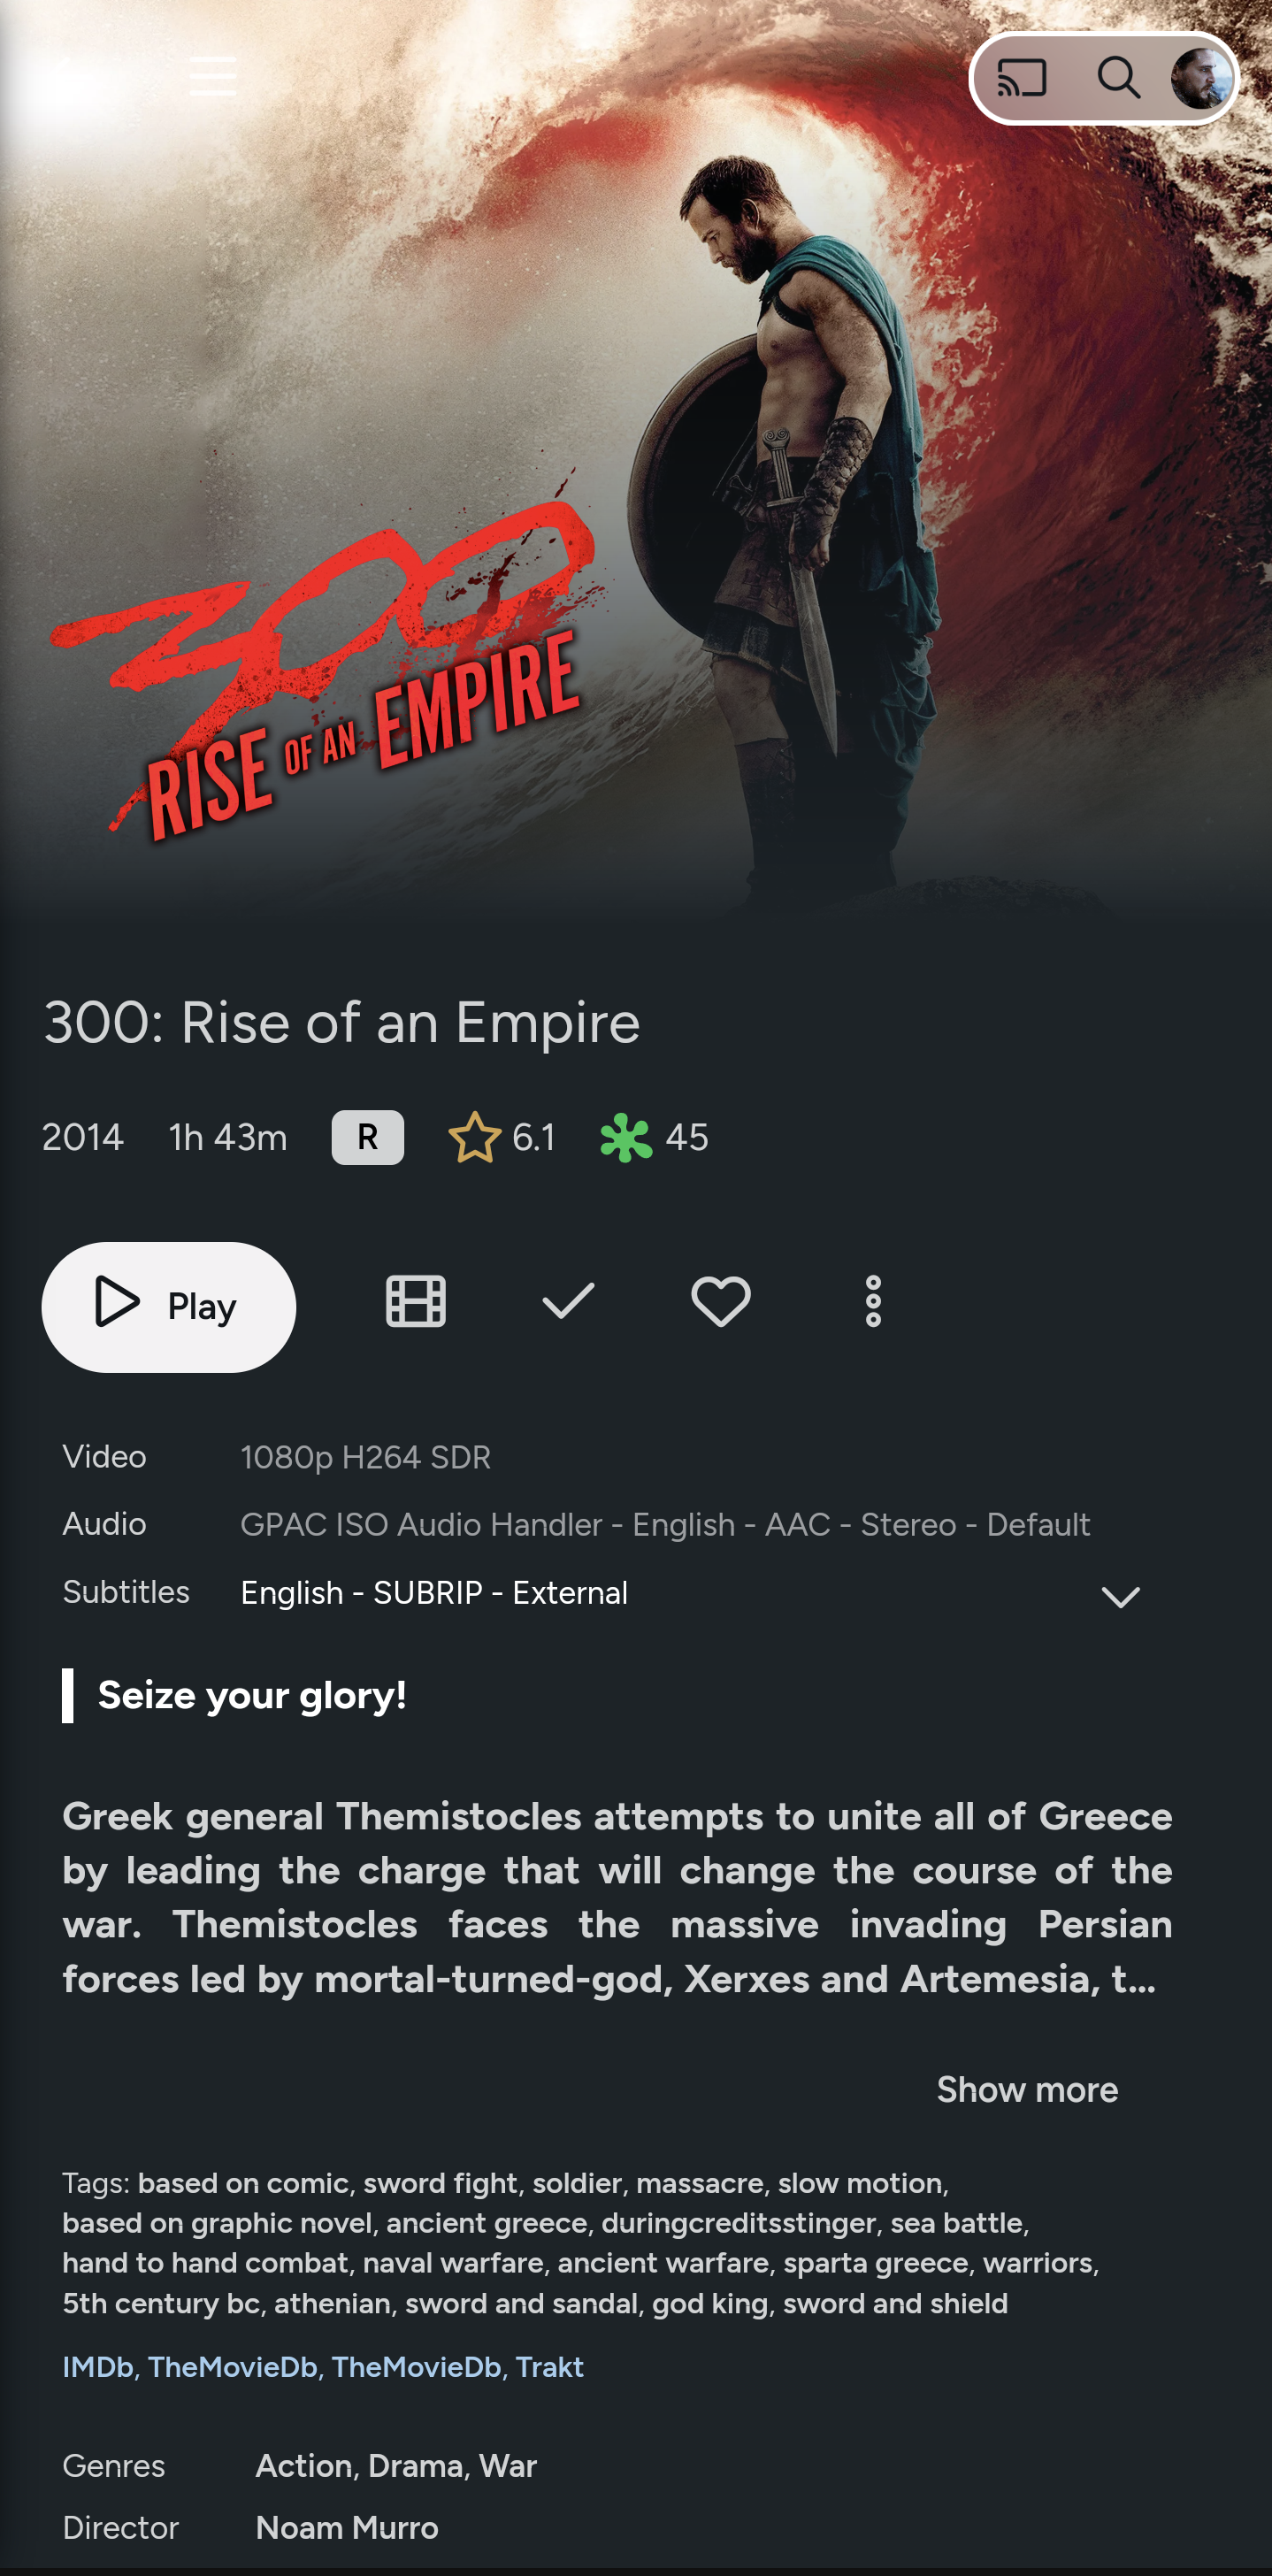 300
RISE OF AN EMPIRE
300: Rise of an Empire
2014 1h 43m R 6.1 45
Play
Video 1080p H264 SDR
Audio GPAC ISO Audio Handler - English - AAC - Stereo - Default
Subtitles English - SUBRIP - External
Seize your glory!
Greek general Themistocles attempts to unite all of Greece
by leading the charge that will change the course of the
war. Themistocles faces the massive invading Persian
forces led by mortal-turned-god, Xerxes and Artemesia, t...
Show more
Tags: based on comic, sword fight, soldier, massacre, slow motion,
based on graphic novel, ancient greece, duringcreditsstinger, sea battle,
hand to hand combat, naval warfare, ancient warfare, sparta greece, warriors,
5th century bc, athenian, sword and sandal, god king, sword and shield
IMDb, TheMovieDb, TheMovieDb, Trakt
Genres Action, Drama, War
Director Noam Murro